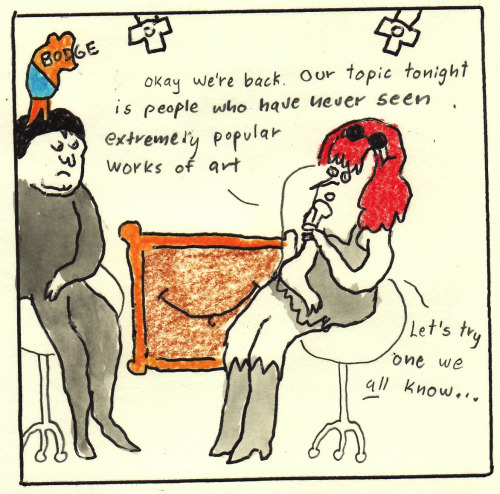 BODGE
okay we're back. Our topic tonight
is people who have never seen
extremely popular
works of art
Let's try
one we
all know...